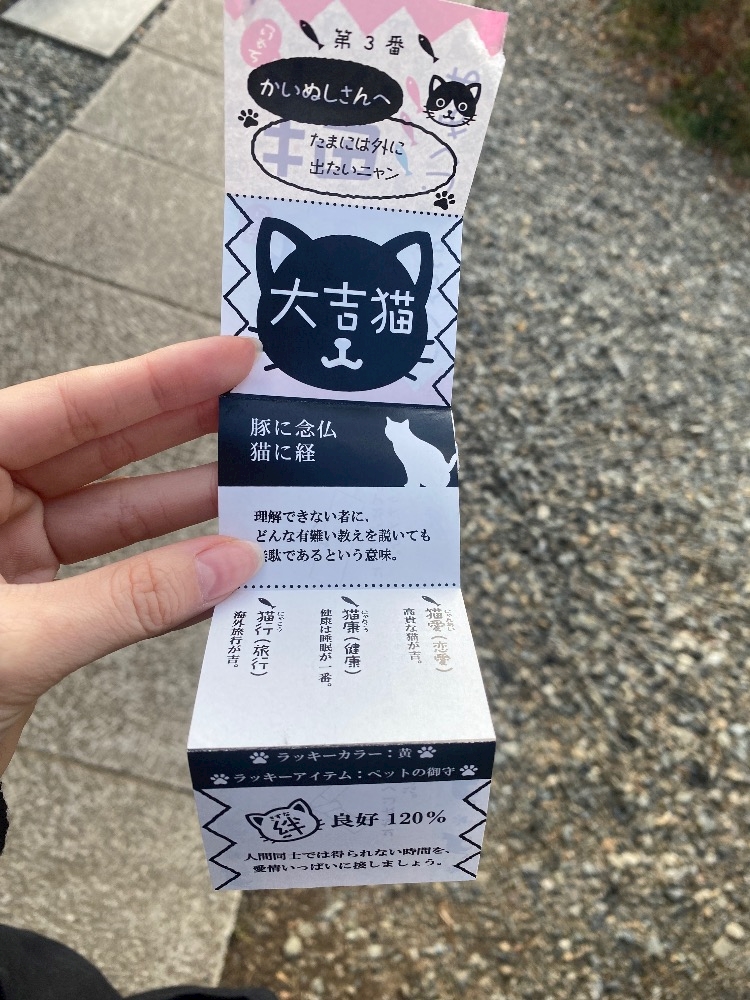 第3番
かいぬしさんへ
たまには外に
出たいニャン
大吉猫
豚に念仏
猫に経
理解できない者に、
どんな有難い教えを説いても
駄であるという意味。
猫愛(恋愛)
高貴な猫が吉。
猫康(健康)
健康は睡眠が一番。
猫行(旅行)
海外旅行が吉。
ラッキーカラー:黄
ラッキーアイテム:ペットの御守
絆 良好 120%
人間同士では得られない時間を、
愛情いっぱいに接しましょう。